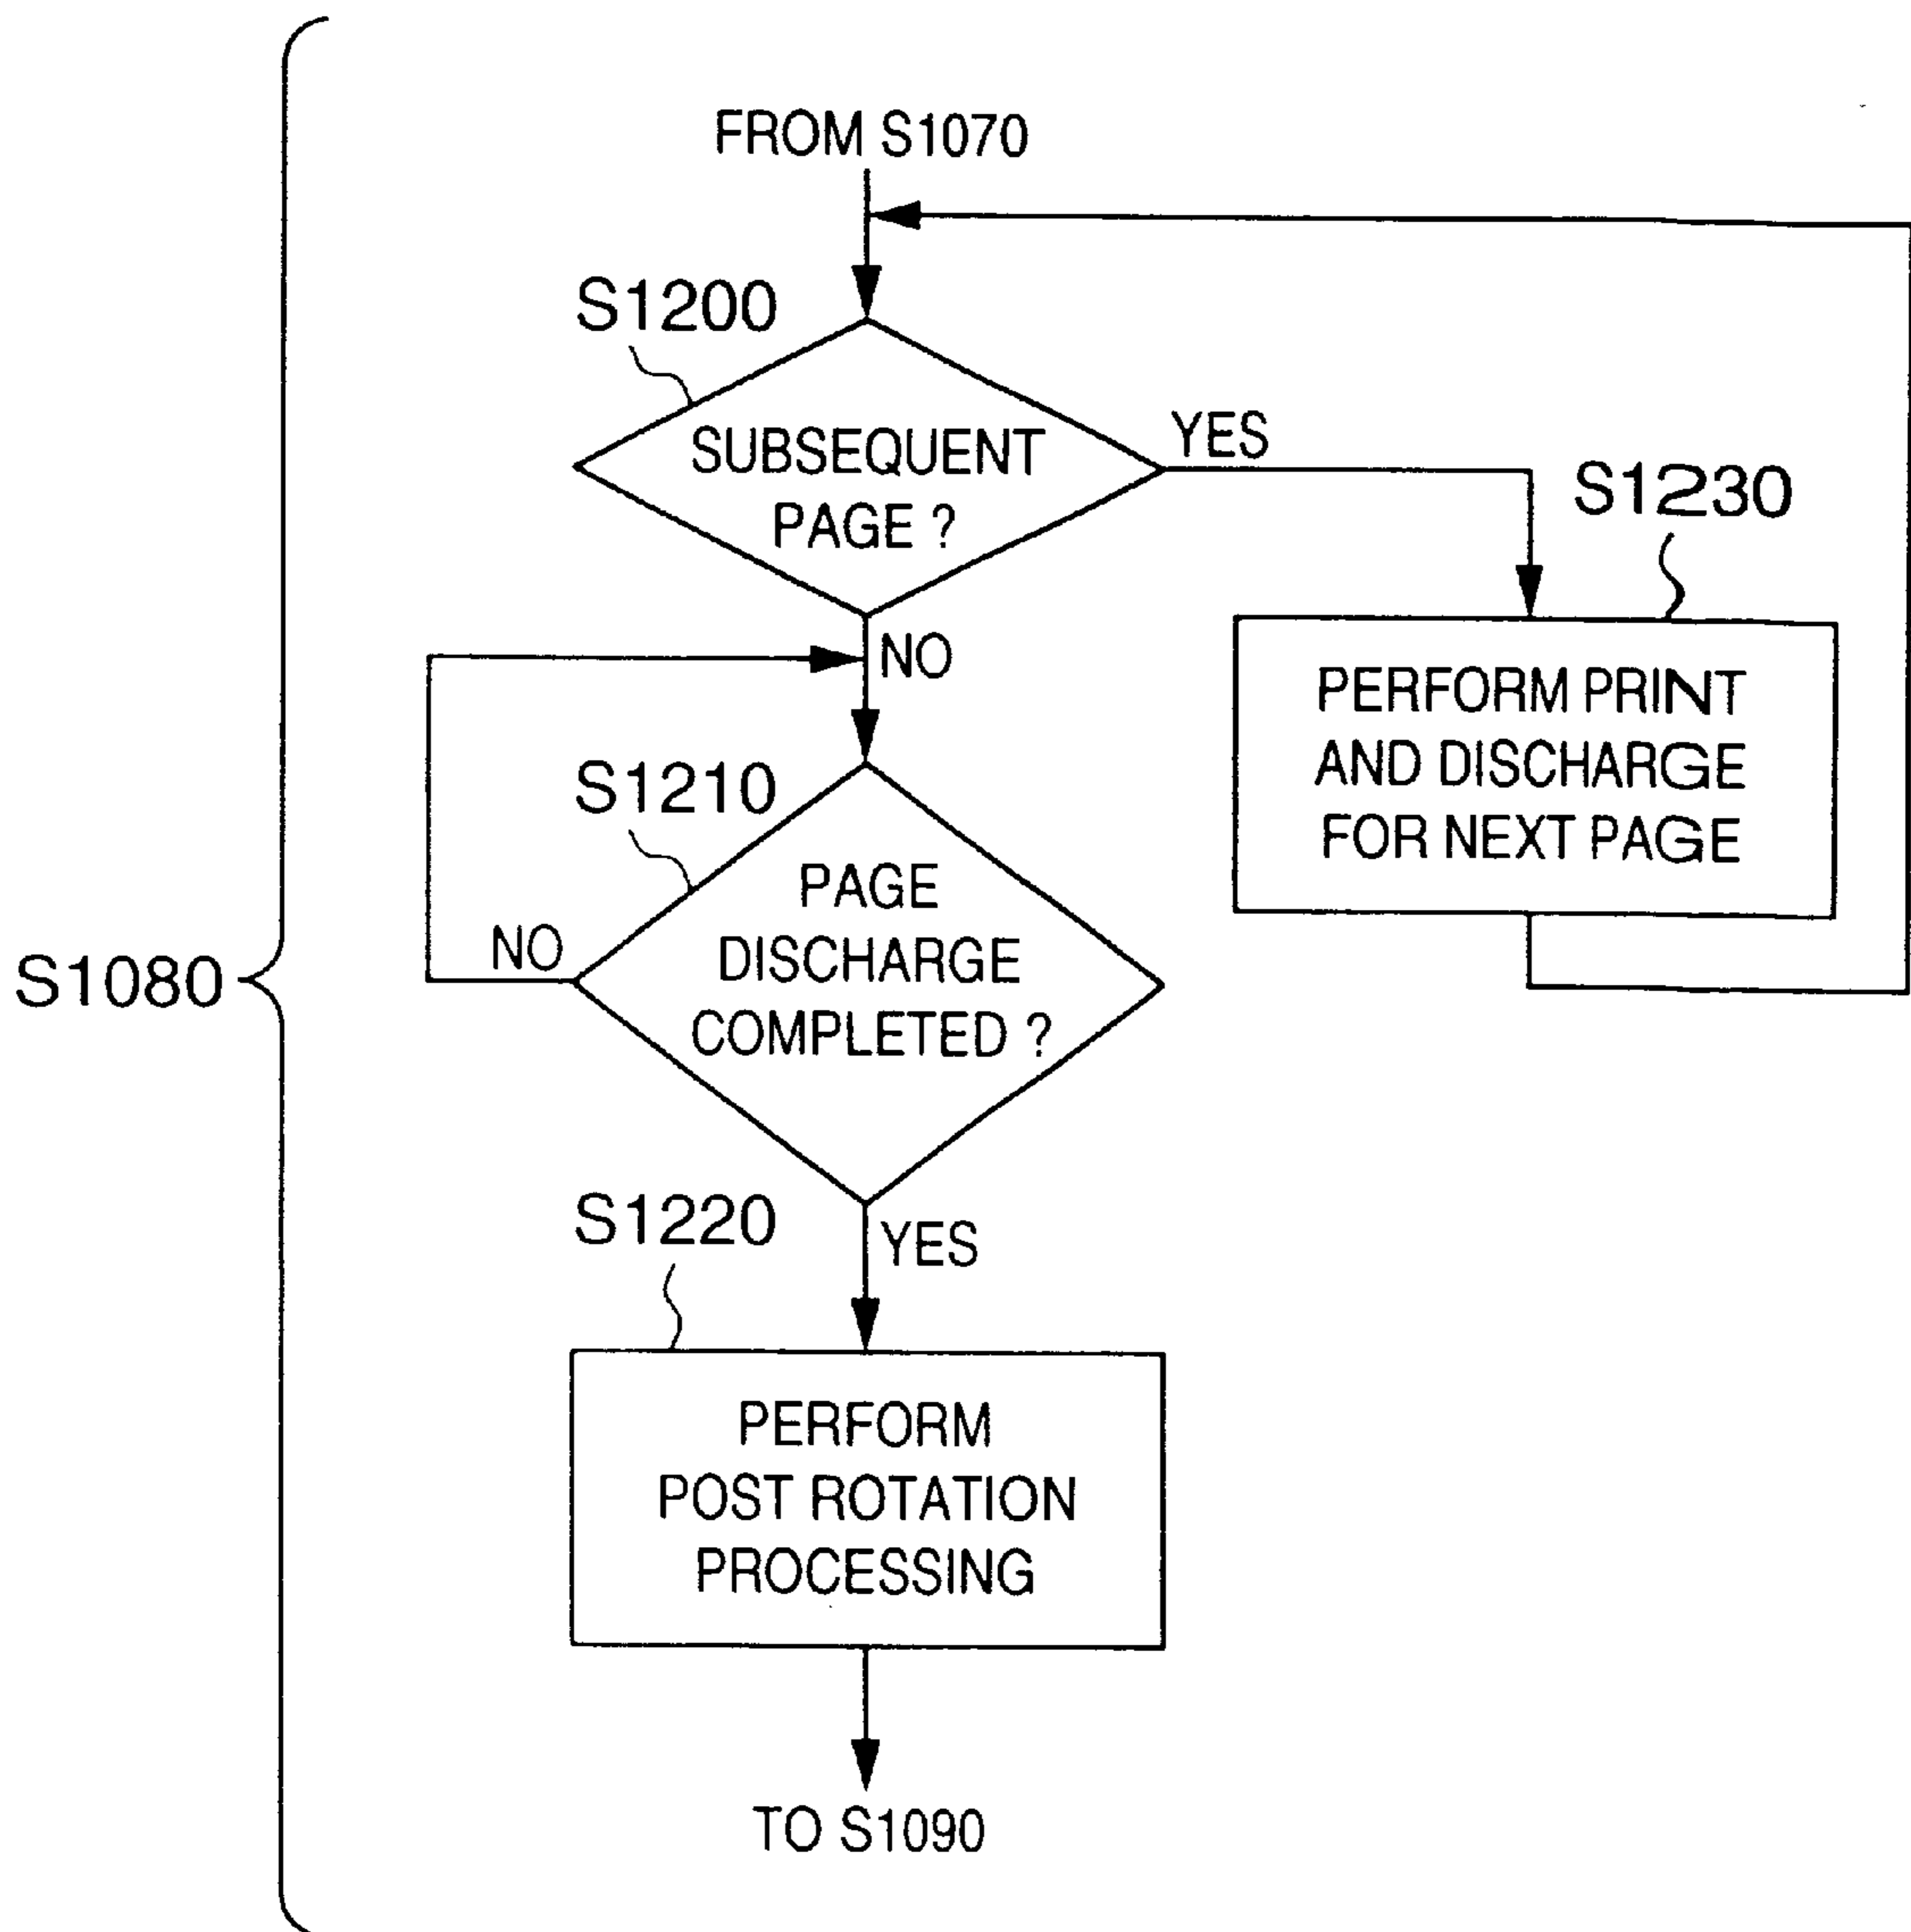 FROM S1070
S1200
SUBSEQUENT
PAGE ?
YES
S1230
PERFORM PRINT
AND DISCHARGE
FOR NEXT PAGE
NO
S1210
PAGE
DISCHARGE
COMPLETED ?
NO
S1080
YES
S1220
PERFORM
POST ROTATION
PROCESSING
TO S1090